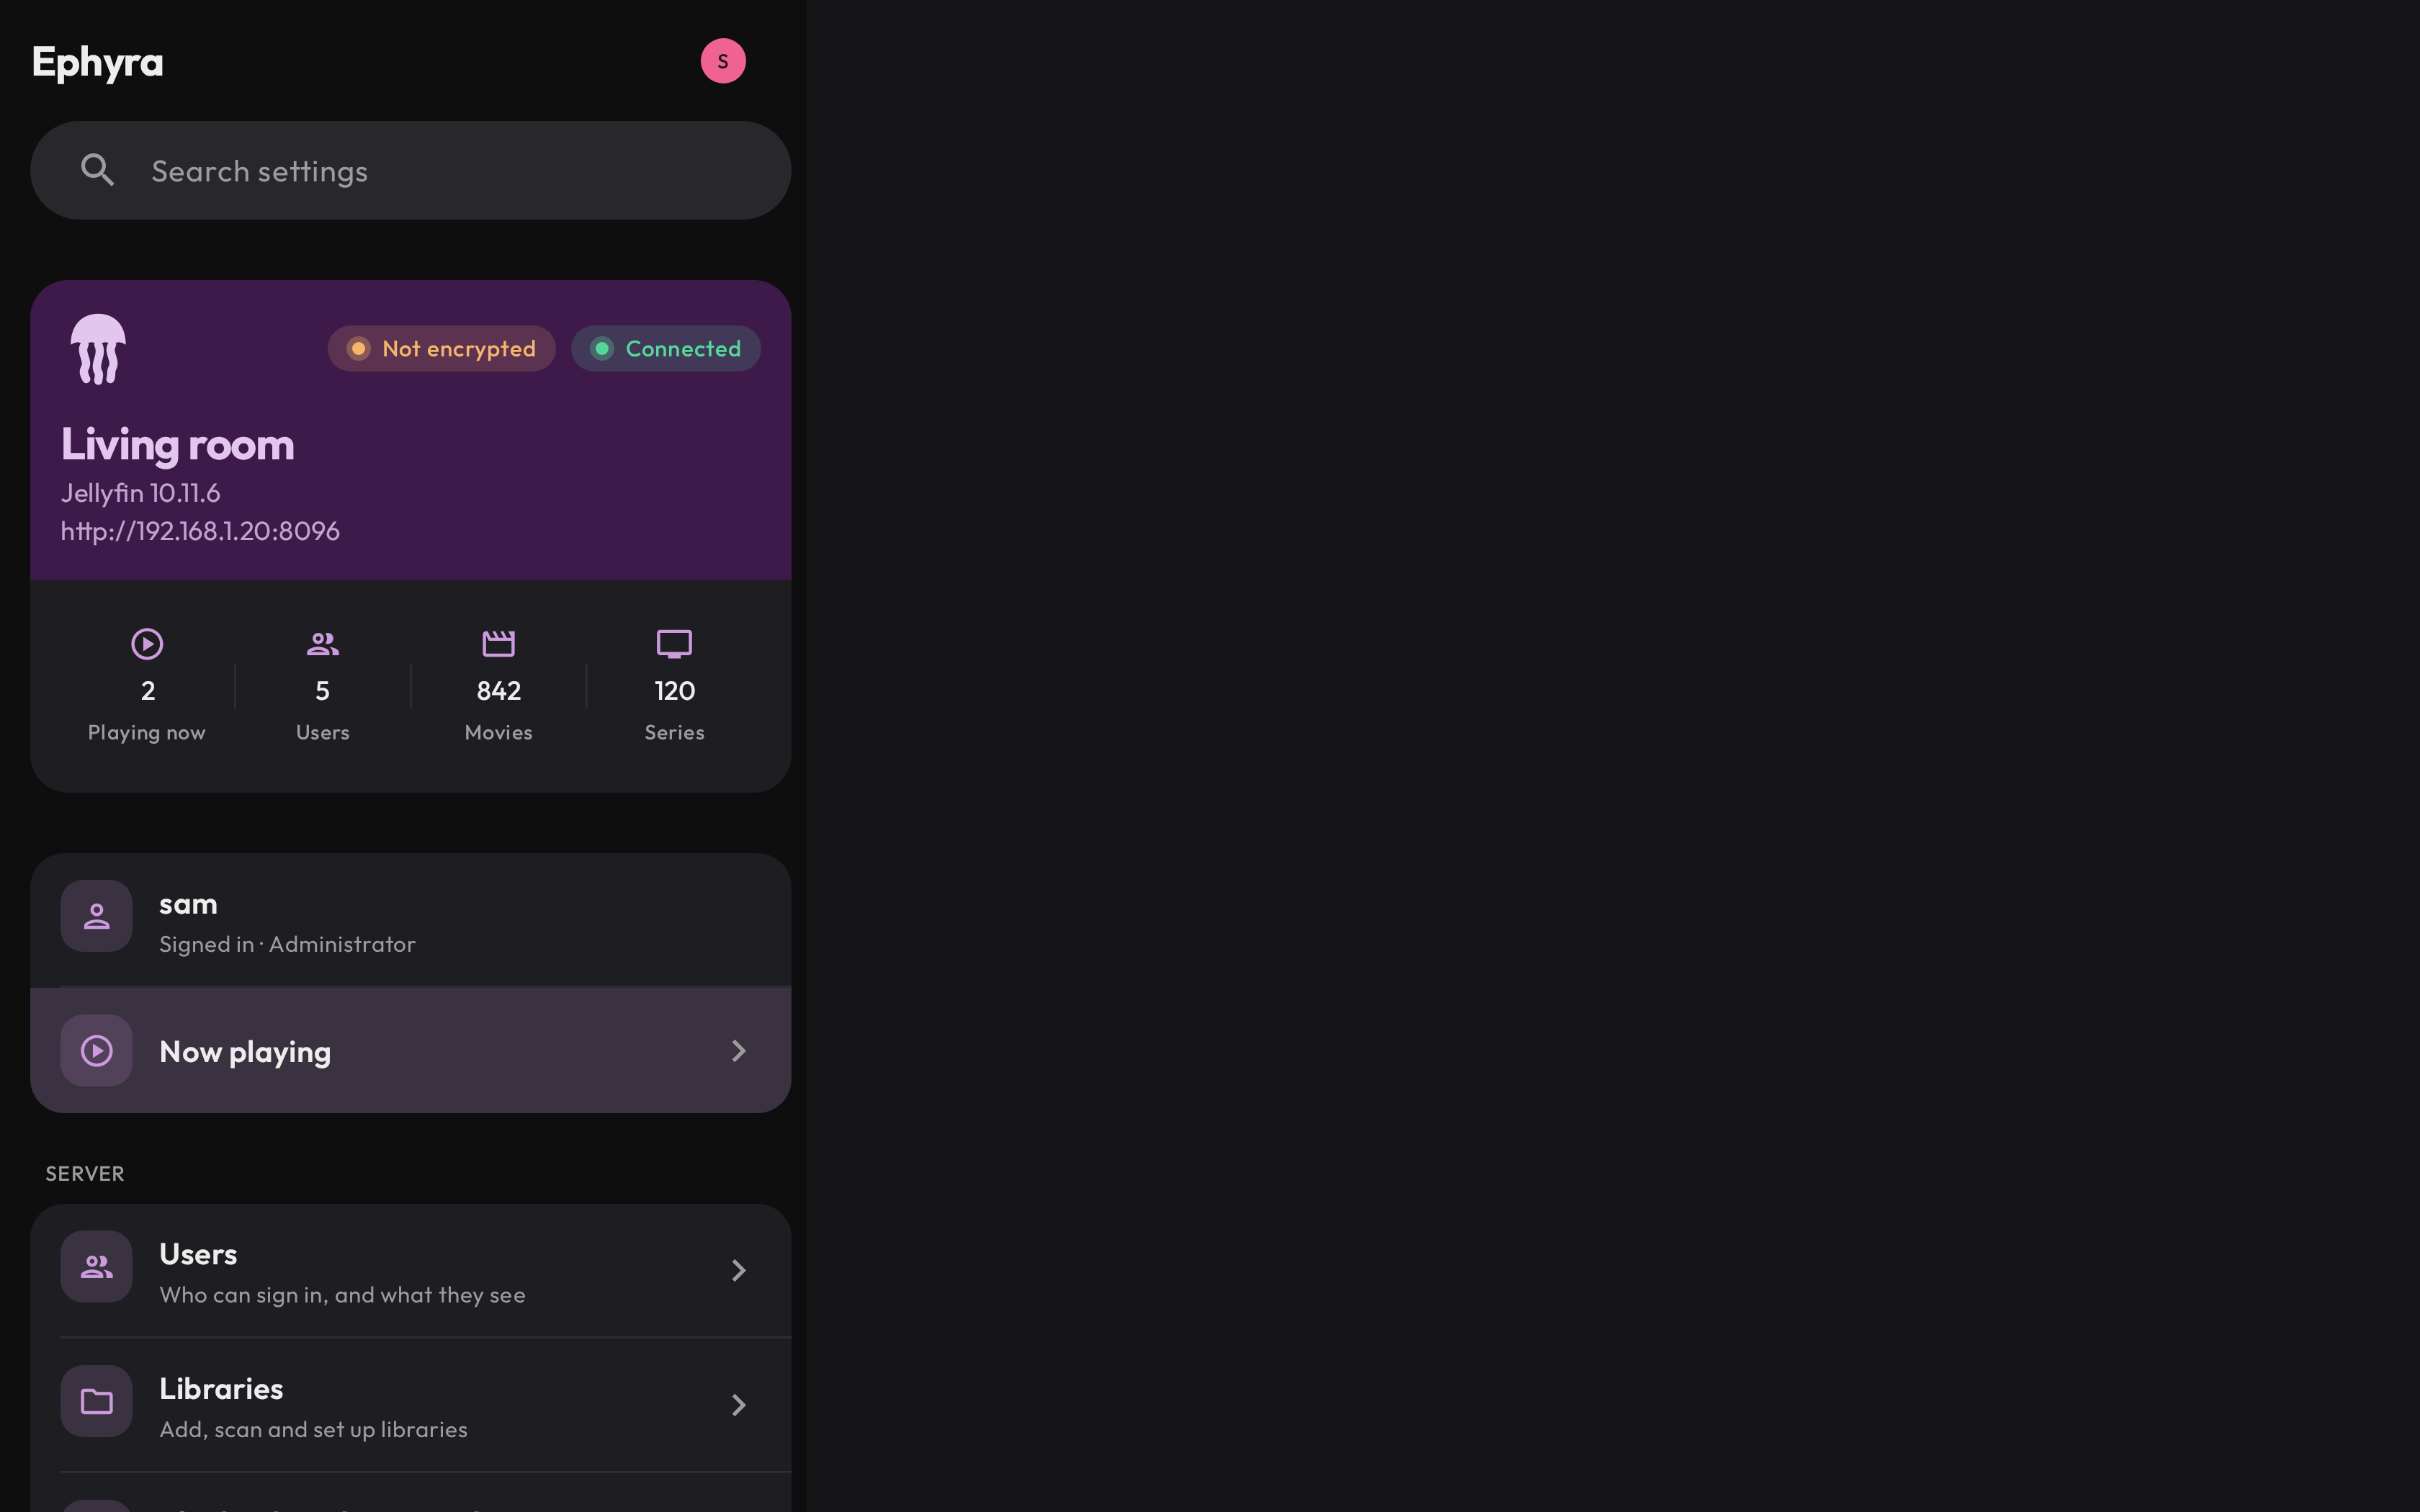 Ephyra
S
Search settings
Not encrypted
Connected
Living room
Jellyfin 10.11.6
http://192.168.1.20:8096
2
5
842
120
Playing now
Users
Movies
Series
sam
Signed in · Administrator
Now playing
SERVER
Users
Who can sign in, and what they see
Libraries
Add, scan and set up libraries